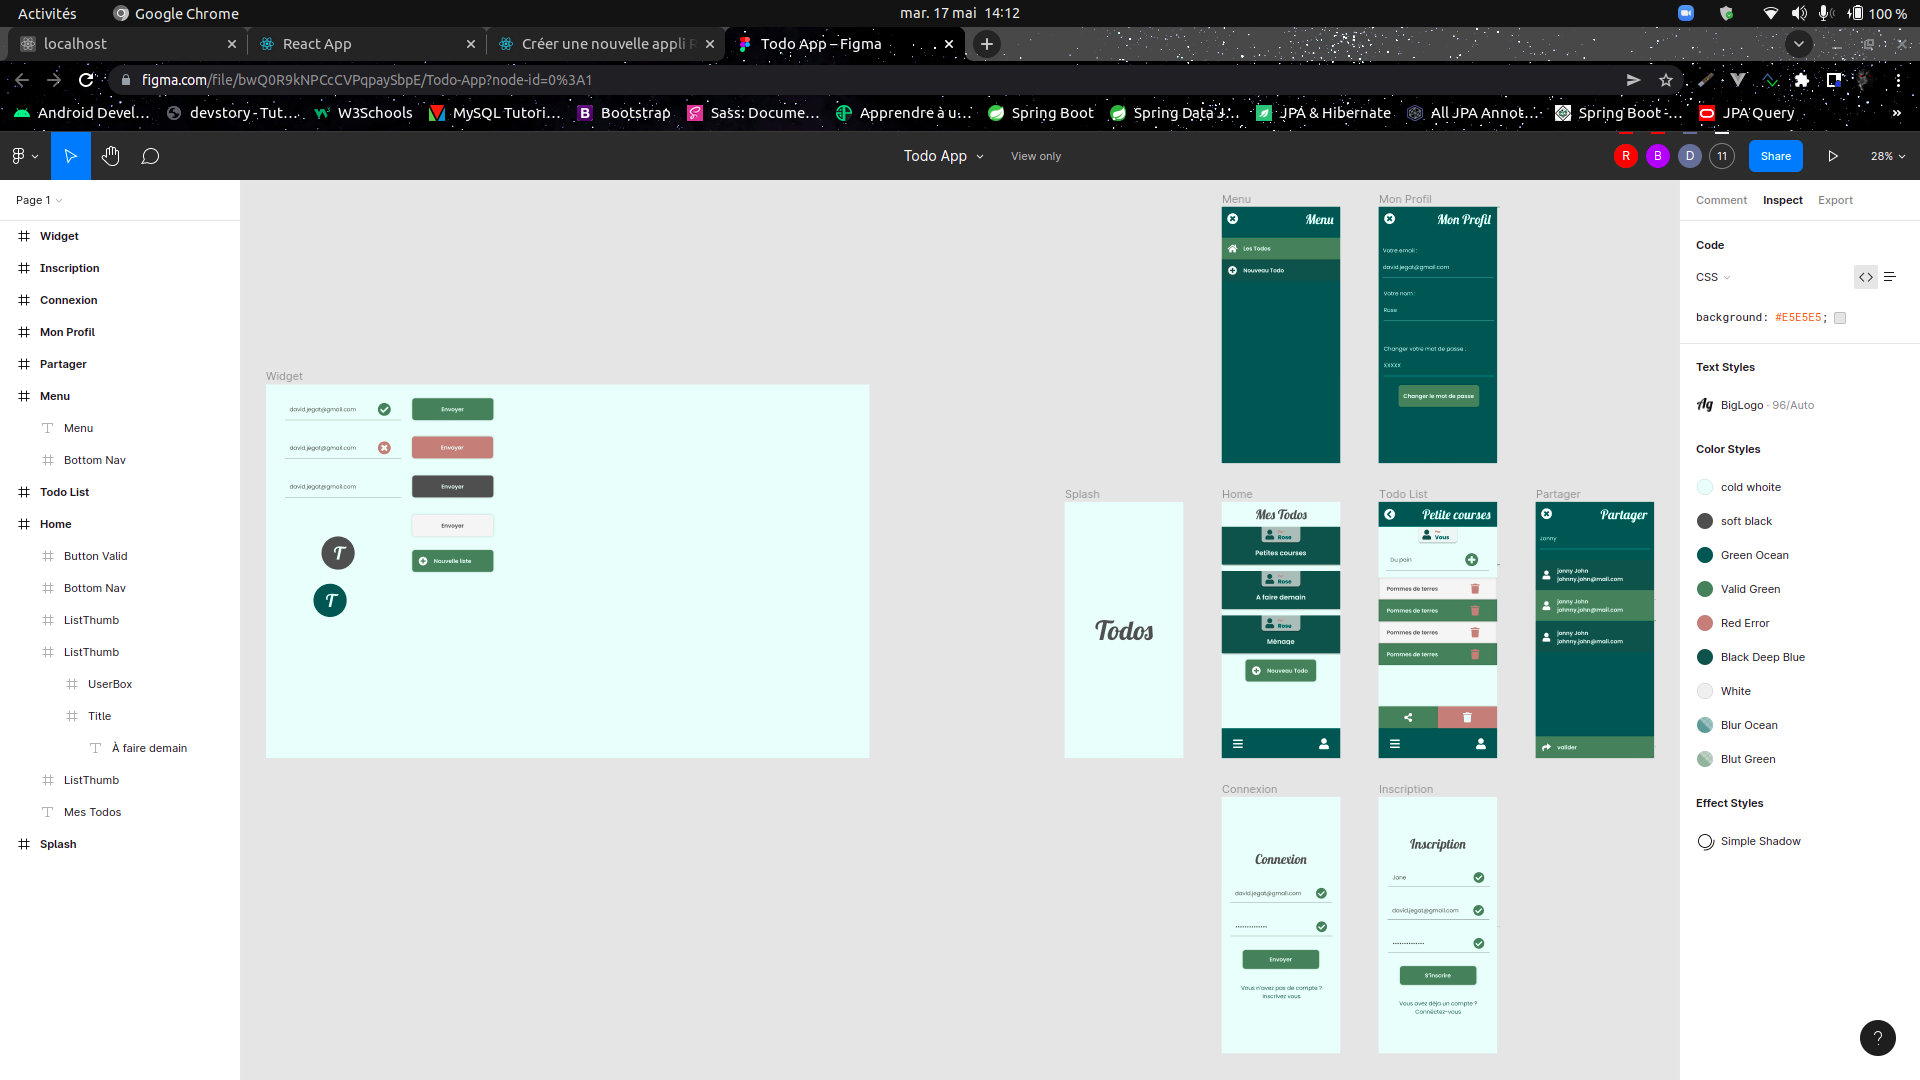 Activités
Google Chrome
mar. 17 mai 14:12
100 %
localhost
React App
Créer une nouvelle appli R
Todo App – Figma
figma.com/file/bwQ0R9kNPCcCVPqpaySbpE/Todo-App?node-id=0%3A1
Android Devel...
devstory - Tut...
W3Schools
MySQL Tutori...
Bootstrap
Sass: Docume...
Apprendre à u...
Spring Boot
Spring Data J...
JPA & Hibernate
All JPA Annot...
Spring Boot -...
JPA Query
»
Todo App
View only
R
B
D
11
Share
28%
Page 1
Widget
Inscription
Connexion
Mon Profil
Partager
Menu
Menu
Bottom Nav
Todo List
Home
Button Valid
Bottom Nav
ListThumb
ListThumb
UserBox
Title
À faire demain
ListThumb
Mes Todos
Splash
Widget
david.jegat@gmail.com
Envoyer
david.jegat@gmail.com
Envoyer
david.jegat@gmail.com
Envoyer
Envoyer
Nouvelle liste
T
T
Menu
Menu
Les Todos
Nouveau Todo
Mon Profil
Mon Profil
Votre email :
david.jegat@gmail.com
Votre nom :
Rose
Changer votre mot de passe :
XXXXX
Changer le mot de passe
Splash
Todos
Home
Mes Todos
Rose
Petites courses
Rose
A faire demain
Rose
Ménage
Nouveau Todo
Todo List
Petite courses
Vous
Du pain
Pommes de terres
Pommes de terres
Pommes de terres
Pommes de terres
Partager
Partager
Jonny
jonny John
johnny.john@mail.com
jonny John
johnny.john@mail.com
jonny John
johnny.john@mail.com
valider
Connexion
Connexion
david.jegat@gmail.com
Envoyer
Vous n'avez pas de compte ?
inscrivez vous
Inscription
Inscription
Jane
david.jegat@gmail.com
S'inscrire
Vous avez déja un compte ?
Connéctez-vous
Comment
Inspect
Export
Code
CSS
background: #E5E5E5;
Text Styles
Ag BigLogo · 96/Auto
Color Styles
cold whoite
soft black
Green Ocean
Valid Green
Red Error
Black Deep Blue
White
Blur Ocean
Blut Green
Effect Styles
Simple Shadow
?